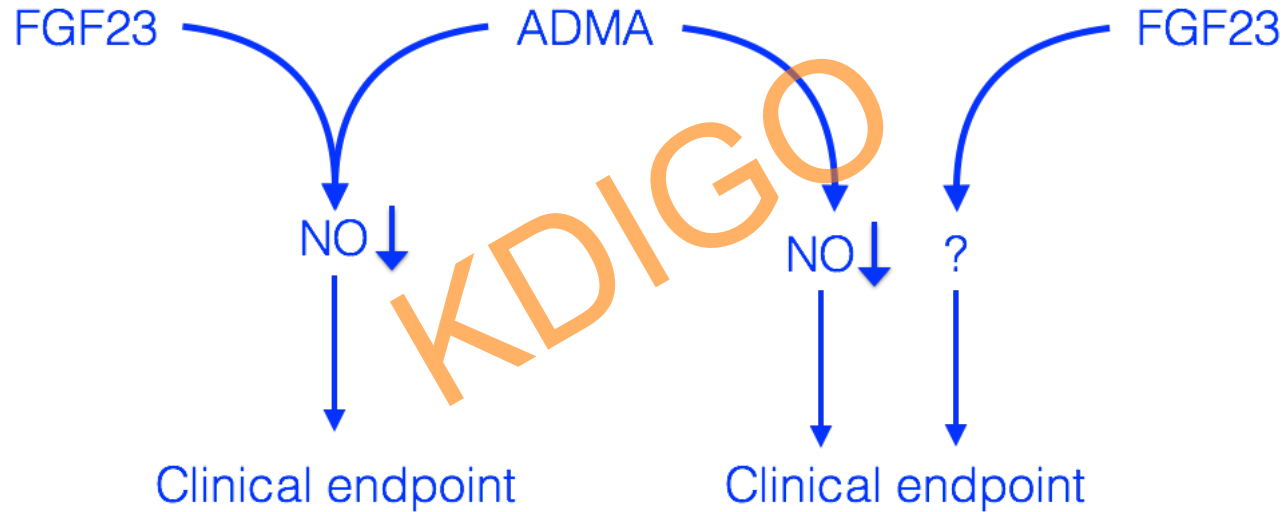 FGF23 ADMA FGF23
NO NO ?
KDIGO
Clinical endpoint Clinical endpoint